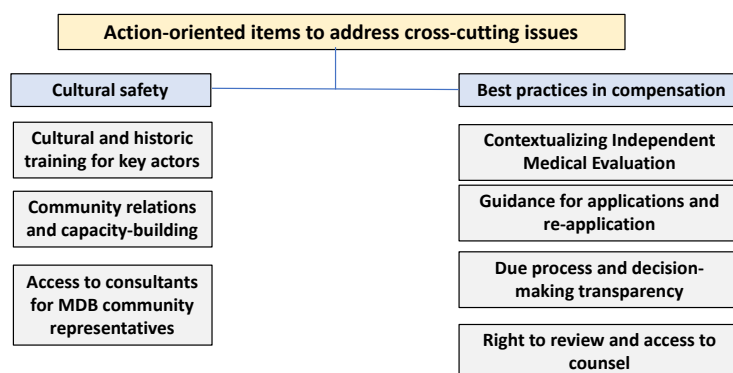 Action-oriented items to address cross-cutting issues
Cultural safety
Cultural and historic
training for key actors
Community relations
and capacity-building
Access to consultants
for MDB community
representatives
Best practices in compensation
Contextualizing Independent
Medical Evaluation
Guidance for applications and
re-application
Due process and decision-
making transparency
Right to review and access to
counsel